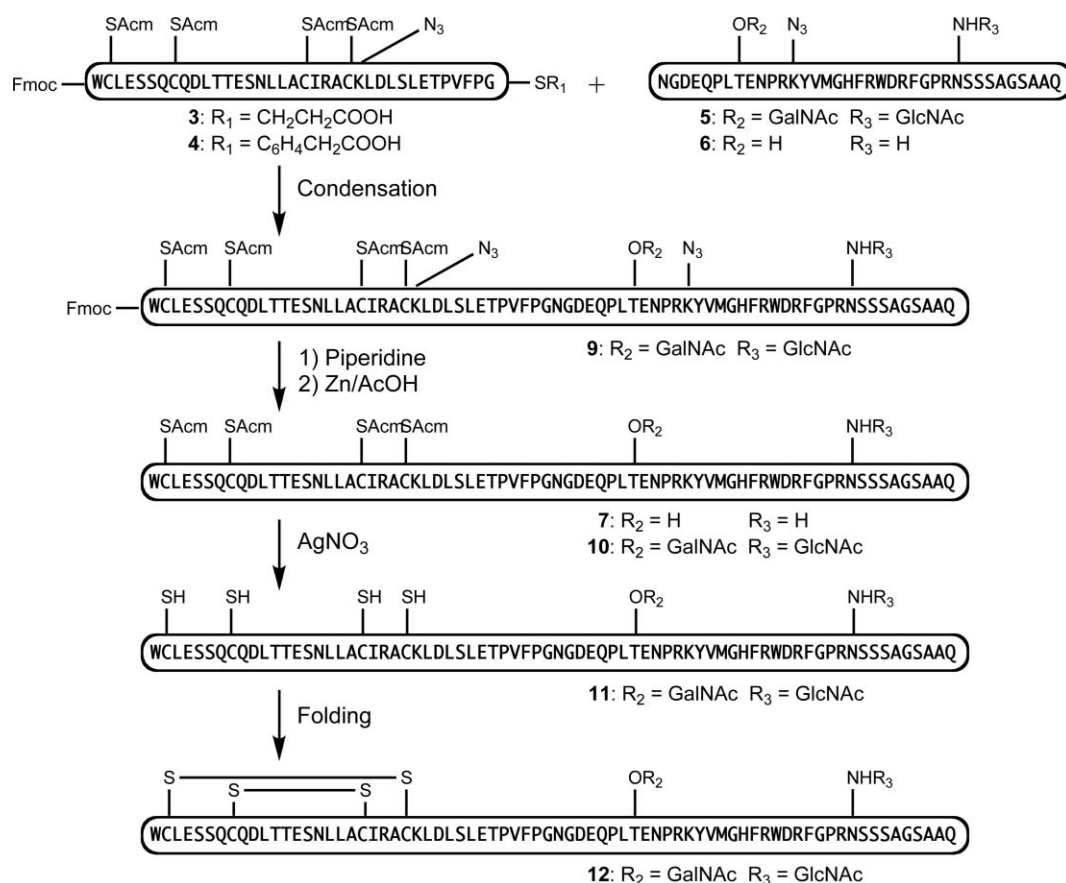 SAcm SAcm SAcm SAcm N3 OR2 N3 NHR3
Fmoc WCLESSQCQDLTTESNLLACIRACKLDLSLETPVFPG SR1 + NGDEQPLTENPRKYVMGHFRWDRFGPRNSSSAGSAAQ
3: R1 = CH2CH2COOH 5: R2 = GalNAc R3 = GlcNAc
4: R1 = C6H4CH2COOH 6: R2 = H R3 = H
Condensation
SAcm SAcm SAcm SAcm N3 OR2 N3 NHR3
Fmoc WCLESSQCQDLTTESNLLACIRACKLDLSLETPVFPGNGDEQPLTENPRKYVMGHFRWDRFGPRNSSSAGSAAQ
9: R2 = GalNAc R3 = GlcNAc
1) Piperidine
2) Zn/AcOH
SAcm SAcm SAcm SAcm OR2 NHR3
WCLESSQCQDLTTESNLLACIRACKLDLSLETPVFPGNGDEQPLTENPRKYVMGHFRWDRFGPRNSSSAGSAAQ
7: R2 = H R3 = H
10: R2 = GalNAc R3 = GlcNAc
AgNO3
SH SH SH SH OR2 NHR3
WCLESSQCQDLTTESNLLACIRACKLDLSLETPVFPGNGDEQPLTENPRKYVMGHFRWDRFGPRNSSSAGSAAQ
11: R2 = GalNAc R3 = GlcNAc
Folding
S S OR2 NHR3
S S
WCLESSQCQDLTTESNLLACIRACKLDLSLETPVFPGNGDEQPLTENPRKYVMGHFRWDRFGPRNSSSAGSAAQ
12: R2 = GalNAc R3 = GlcNAc